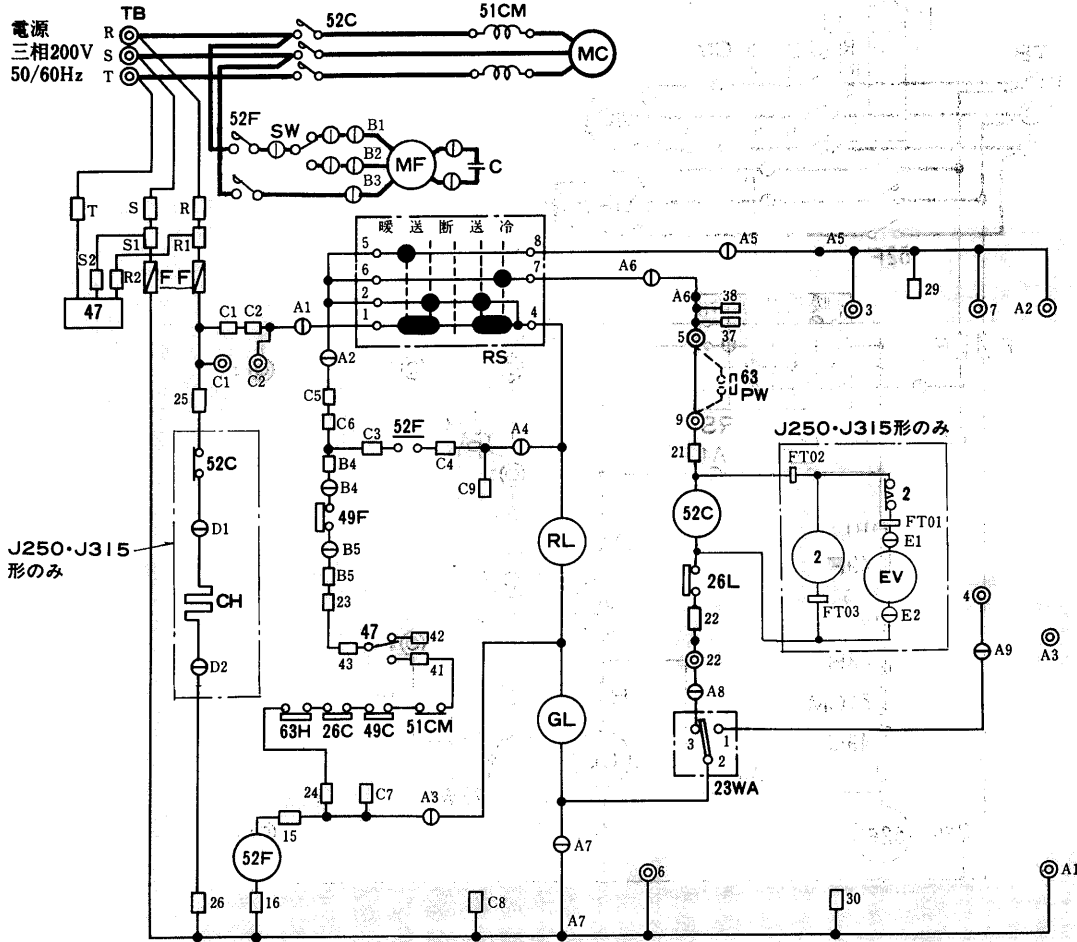 電源
三相200V
50/60Hz
TB
R
S
T
52C
51CM
MC
52F
SW
B1
B2
B3
MF
C
T
S
R
S1
R1
S2
R2
F F
47
暖 送 断 送 冷
5
6
2
1
8
7
4
RS
A5
A5
A6
A6
38
37
3
29
7
A2
C1
C2
A1
C1
C2
A2
C5
C6
5
63
PW
9
21
25
52C
D1
J250・J315
形のみ
CH
D2
C3
52F
C4
A4
C9
B4
B4
49F
B5
B5
23
RL
52C
26L
22
22
A8
J250・J315形のみ
FT02
2
FT01
E1
2
EV
FT03
E2
4
A9
A3
47
42
43
41
63H
26C
49C
51CM
GL
3
1
2
23WA
24
C7
A3
15
52F
16
26
C8
A7
A7
6
30
A1